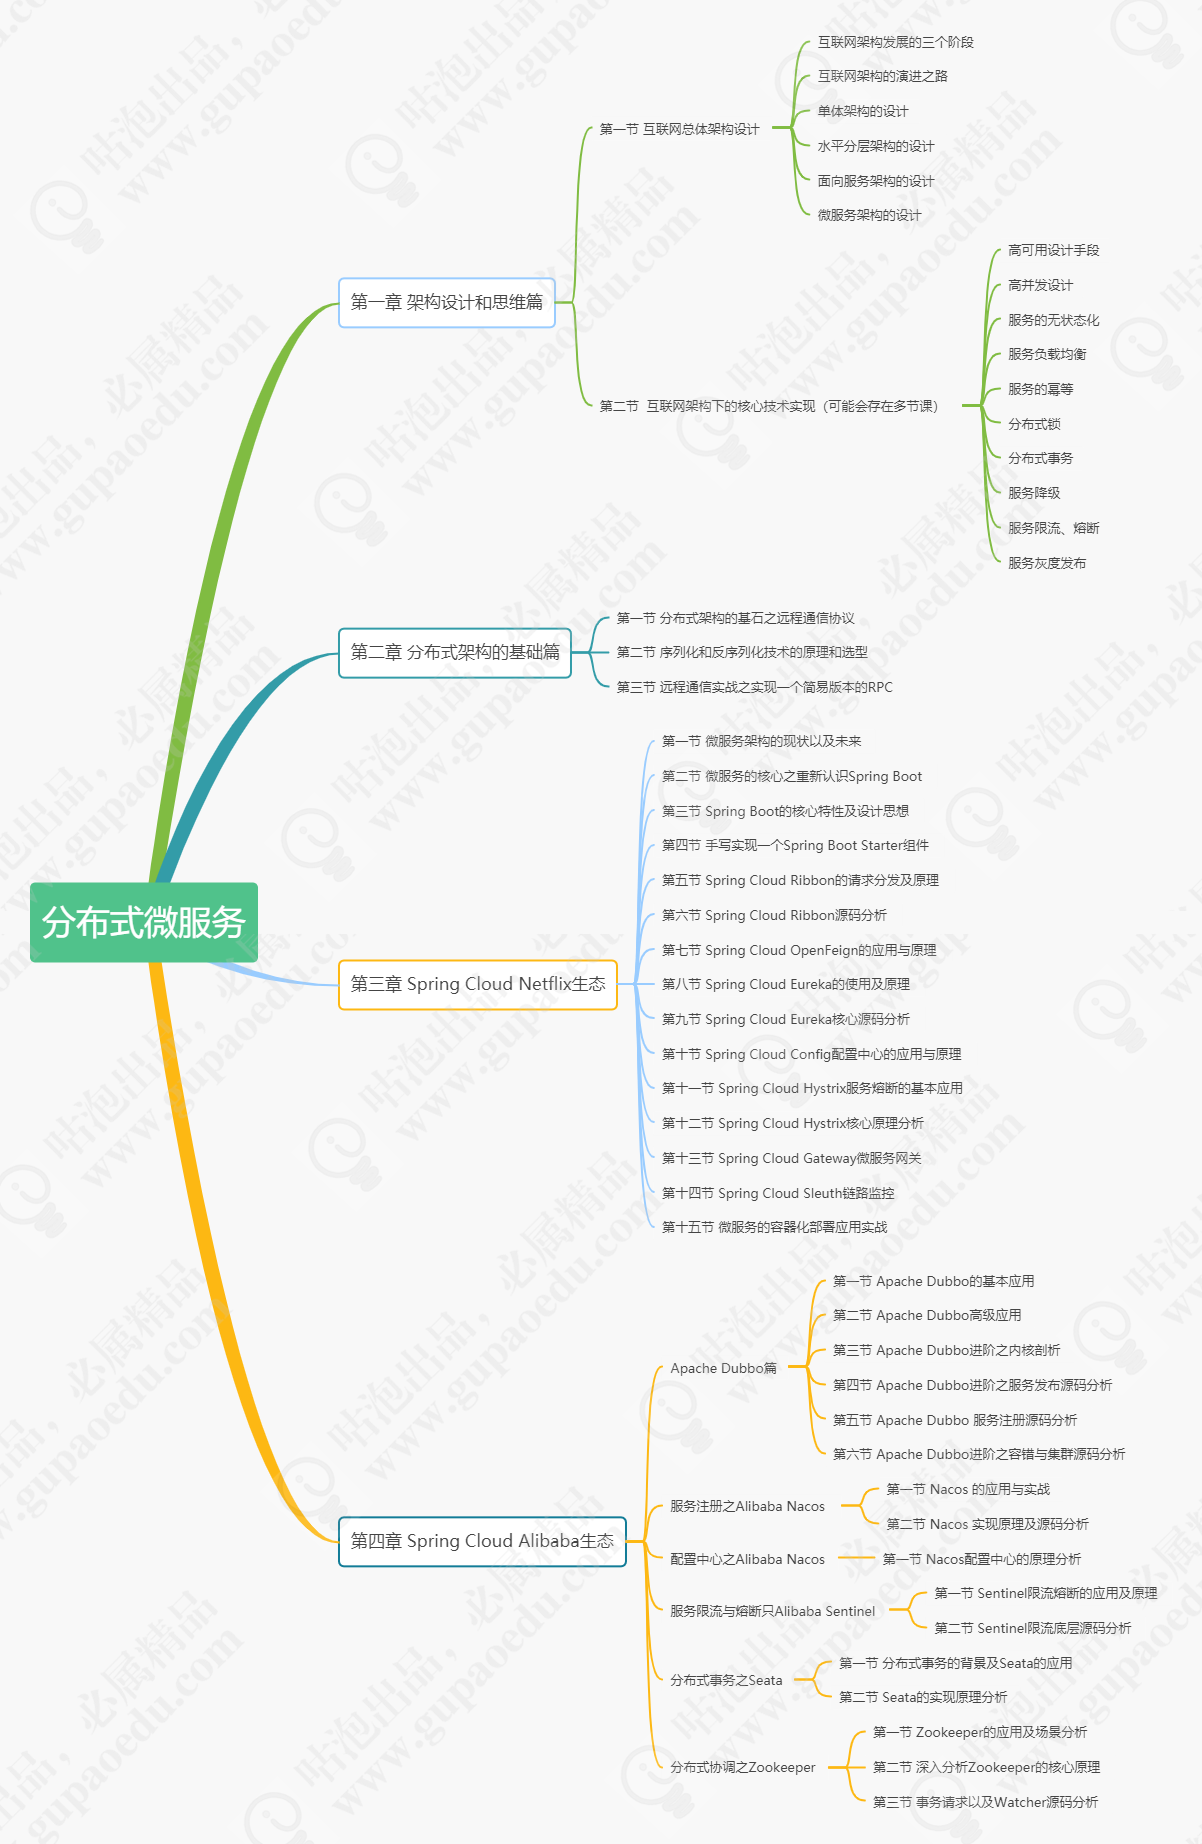 分布式微服务
第一章 架构设计和思维篇
第一节 互联网总体架构设计
互联网架构发展的三个阶段
互联网架构的演进之路
单体架构的设计
水平分层架构的设计
面向服务架构的设计
微服务架构的设计
第二节 互联网架构下的核心技术实现（可能会存在多节课）
高可用设计手段
高并发设计
服务的无状态化
服务负载均衡
服务的幂等
分布式锁
分布式事务
服务降级
服务限流、熔断
服务灰度发布
第二章 分布式架构的基础篇
第一节 分布式架构的基石之远程通信协议
第二节 序列化和反序列化技术的原理和选型
第三节 远程通信实战之实现一个简易版本的RPC
第三章 Spring Cloud Netflix生态
第一节 微服务架构的现状以及未来
第二节 微服务的核心之重新认识Spring Boot
第三节 Spring Boot的核心特性及设计思想
第四节 手写实现一个Spring Boot Starter组件
第五节 Spring Cloud Ribbon的请求分发及原理
第六节 Spring Cloud Ribbon源码分析
第七节 Spring Cloud OpenFeign的应用与原理
第八节 Spring Cloud Eureka的使用及原理
第九节 Spring Cloud Eureka核心源码分析
第十节 Spring Cloud Config配置中心的应用与原理
第十一节 Spring Cloud Hystrix服务熔断的基本应用
第十二节 Spring Cloud Hystrix核心原理分析
第十三节 Spring Cloud Gateway微服务网关
第十四节 Spring Cloud Sleuth链路监控
第十五节 微服务的容器化部署应用实战
第四章 Spring Cloud Alibaba生态
Apache Dubbo篇
第一节 Apache Dubbo的基本应用
第二节 Apache Dubbo高级应用
第三节 Apache Dubbo进阶之内核剖析
第四节 Apache Dubbo进阶之服务发布源码分析
第五节 Apache Dubbo 服务注册源码分析
第六节 Apache Dubbo进阶之容错与集群源码分析
服务注册之Alibaba Nacos
第一节 Nacos 的应用与实战
第二节 Nacos 实现原理及源码分析
配置中心之Alibaba Nacos
第一节 Nacos配置中心的原理分析
服务限流与熔断只Alibaba Sentinel
第一节 Sentinel限流熔断的应用及原理
第二节 Sentinel限流底层源码分析
分布式事务之Seata
第一节 分布式事务的背景及Seata的应用
第二节 Seata的实现原理分析
分布式协调之Zookeeper
第一节 Zookeeper的应用及场景分析
第二节 深入分析Zookeeper的核心原理
第三节 事务请求以及Watcher源码分析
咕泡出品，必属精品
www.gupaoedu.com